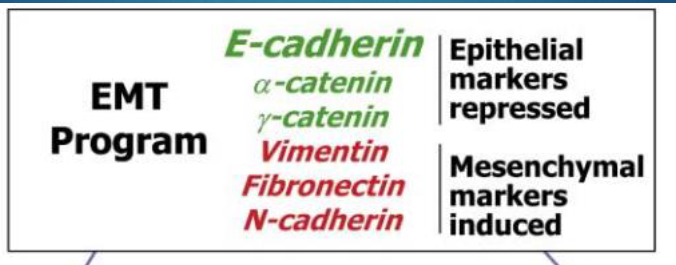 EMT
Program
E-cadherin
α-catenin
γ-catenin
Vimentin
Fibronectin
N-cadherin
Epithelial
markers
repressed
Mesenchymal
markers
induced